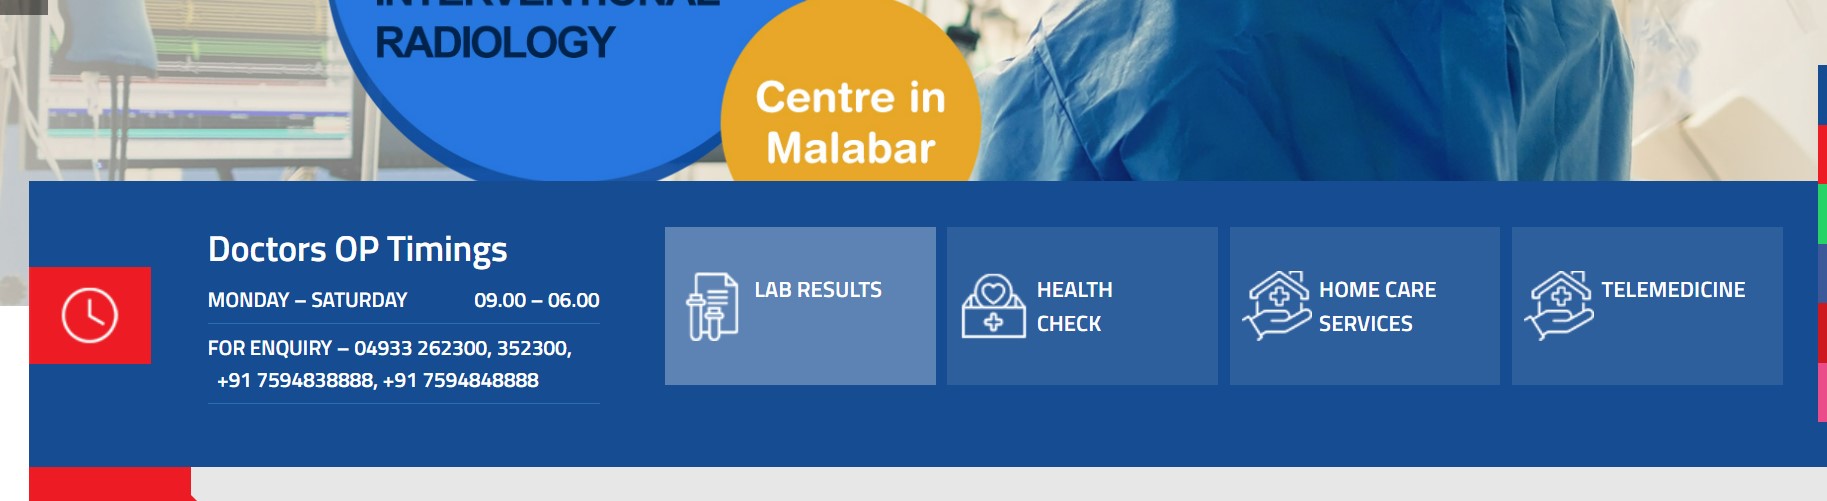 INTERVENTIONAL
RADIOLOGY
Centre in
Malabar
Doctors OP Timings
MONDAY – SATURDAY 09.00 – 06.00
FOR ENQUIRY – 04933 262300, 352300,
+91 7594838888, +91 7594848888
LAB RESULTS
HEALTH
CHECK
HOME CARE
SERVICES
TELEMEDICINE